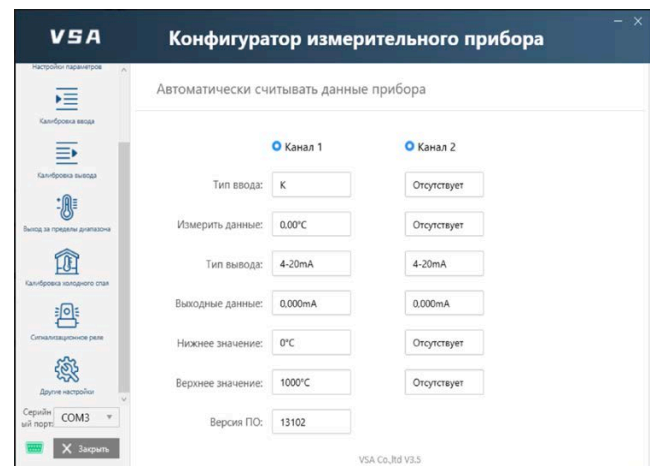 VSA
Конфигуратор измерительного прибора
Настройки параметров
Калибровка ввода
Калибровка вывода
Выход за пределы диапазона
Калибровка холодного спая
Сигнализационное реле
Другие настройки
Серийн
ый порт:
COM3
Закрыть
Автоматически считывать данные прибора
Канал 1 Канал 2
Тип ввода: K Отсутствует
Измерить данные: 0,00°C Отсутствует
Тип вывода: 4-20mA 4-20mA
Выходные данные: 0,000mA 0,000mA
Нижнее значение: 0°C Отсутствует
Верхнее значение: 1000°C Отсутствует
Версия ПО: 13102
VSA Co.,ltd V3.5